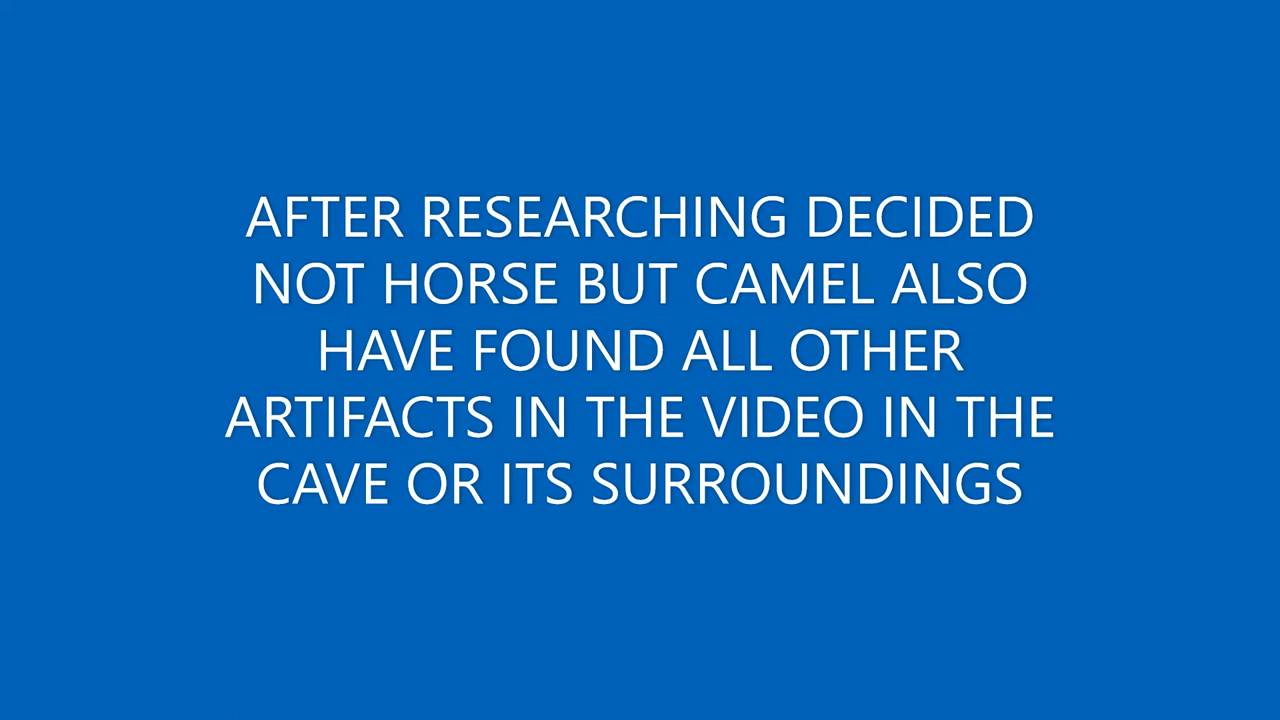 AFTER RESEARCHING DECIDED
NOT HORSE BUT CAMEL ALSO
HAVE FOUND ALL OTHER
ARTIFACTS IN THE VIDEO IN THE
CAVE OR ITS SURROUNDINGS